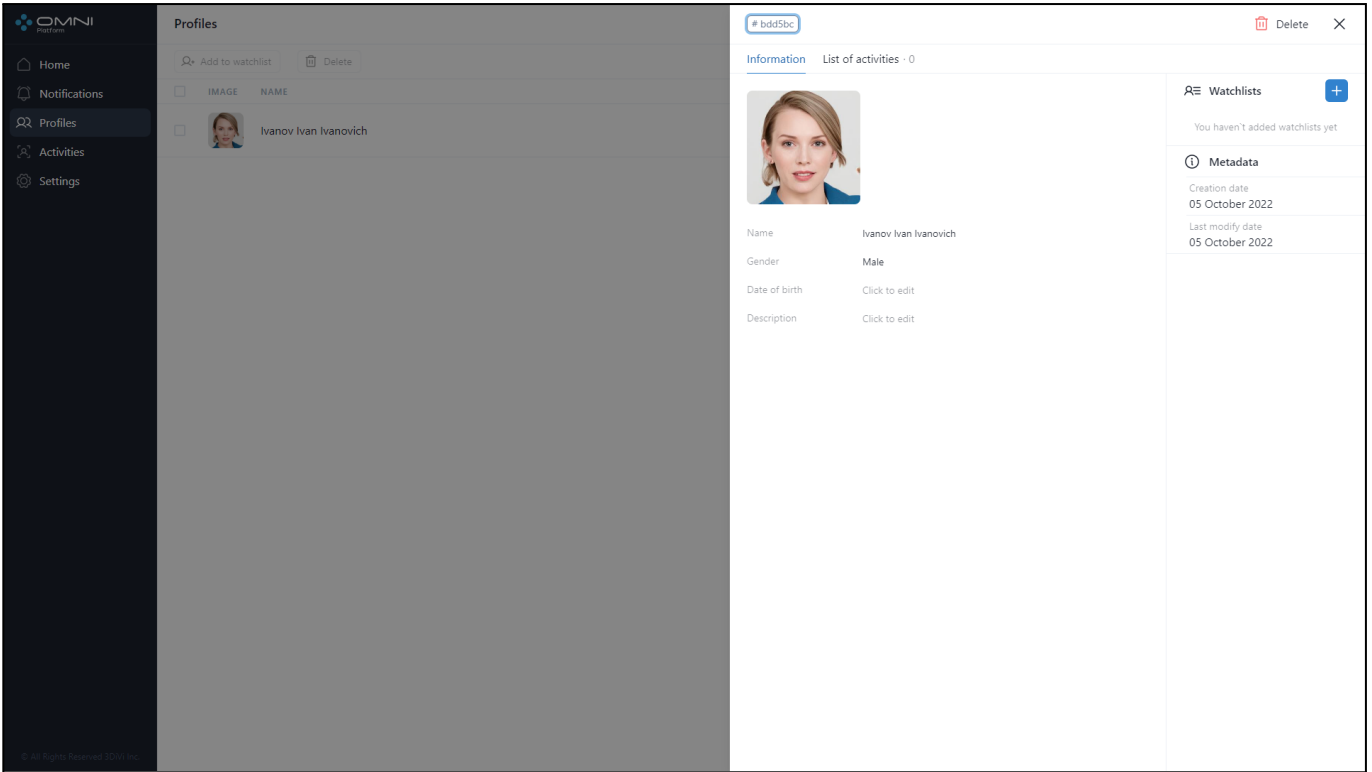 OMNI
Platform
Home
Notifications
Profiles
Activities
Settings
© All Rights Reserved 3DiVi Inc.
Profiles
Add to watchlist
Delete
IMAGE NAME
Ivanov Ivan Ivanovich
# bdd5bc
Delete
Information
List of activities · 0
Name Ivanov Ivan Ivanovich
Gender Male
Date of birth Click to edit
Description Click to edit
Watchlists
You haven't added watchlists yet
Metadata
Creation date
05 October 2022
Last modify date
05 October 2022